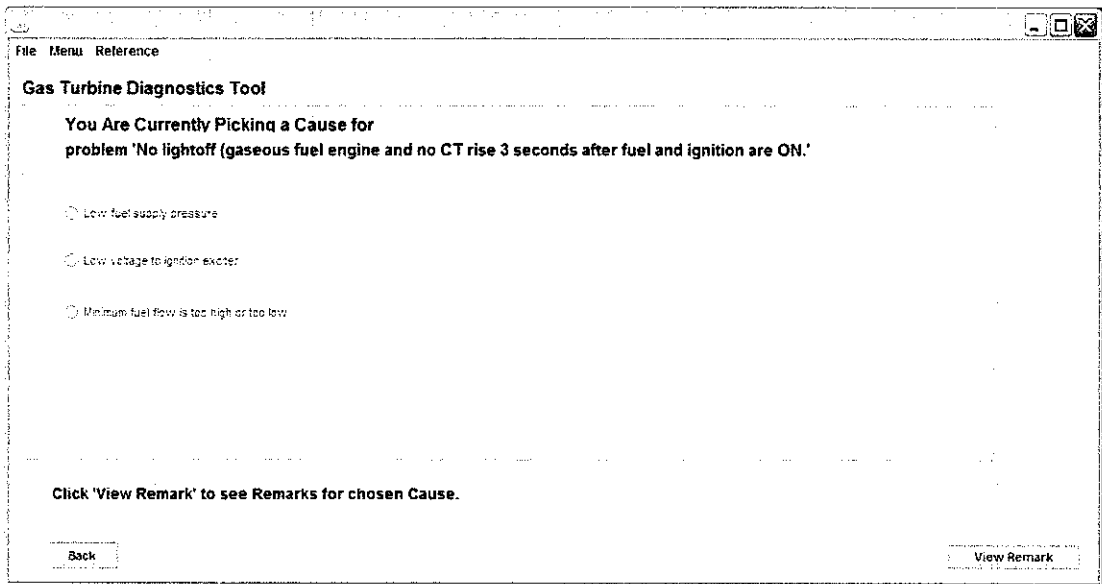 File Menu Reference
Gas Turbine Diagnostics Tool
You Are Currently Picking a Cause for
problem 'No lightoff (gaseous fuel engine and no CT rise 3 seconds after fuel and ignition are ON.'
Low fuel supply pressure
Low voltage to ignition exciter
Minimum fuel flow is too high or too low
Click 'View Remark' to see Remarks for chosen Cause.
Back
View Remark